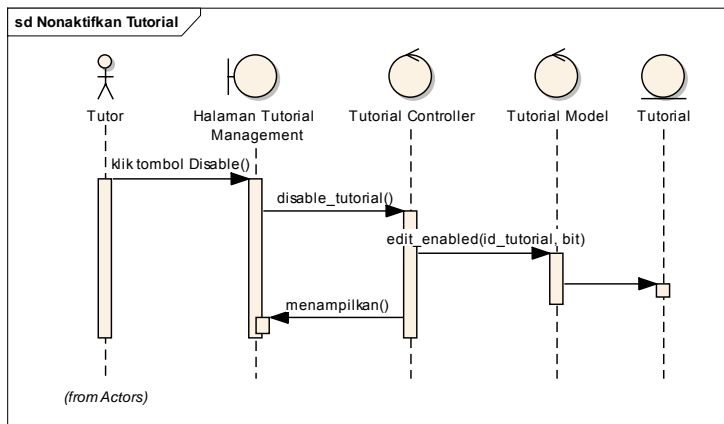 sd Nonaktifkan Tutorial
Tutor
Halaman Tutorial
Management
Tutorial Controller
Tutorial Model
Tutorial
klik tombol Disable()
disable_tutorial()
edit_enabled(id_tutorial, bit)
menampilkan()
(from Actors)